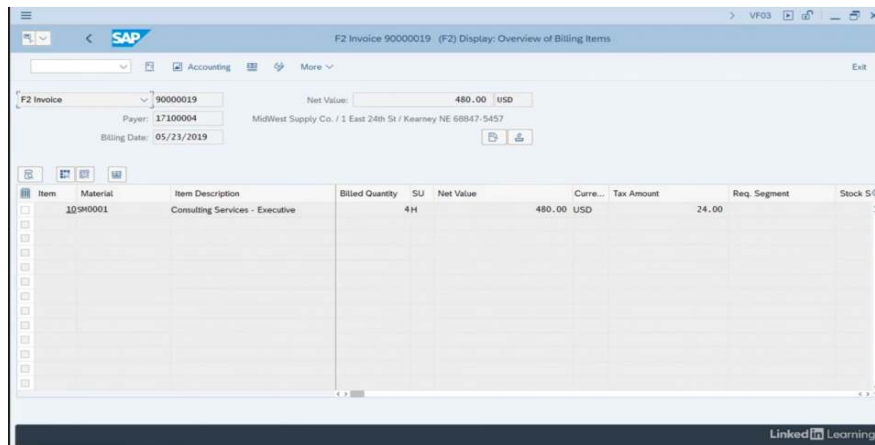 VF03
SAP
F2 Invoice 90000019 (F2) Display: Overview of Billing Items
Accounting More Exit
F2 Invoice 90000019 Net Value: 480.00 USD
Payer: 17100004 MidWest Supply Co. / 1 East 24th St / Kearney NE 68847-5457
Billing Date: 05/23/2019
Item Material Item Description Billed Quantity SU Net Value Curre... Tax Amount Req. Segment Stock S
10 SM0001 Consulting Services - Executive 4 H 480.00 USD 24.00
Linked in Learning